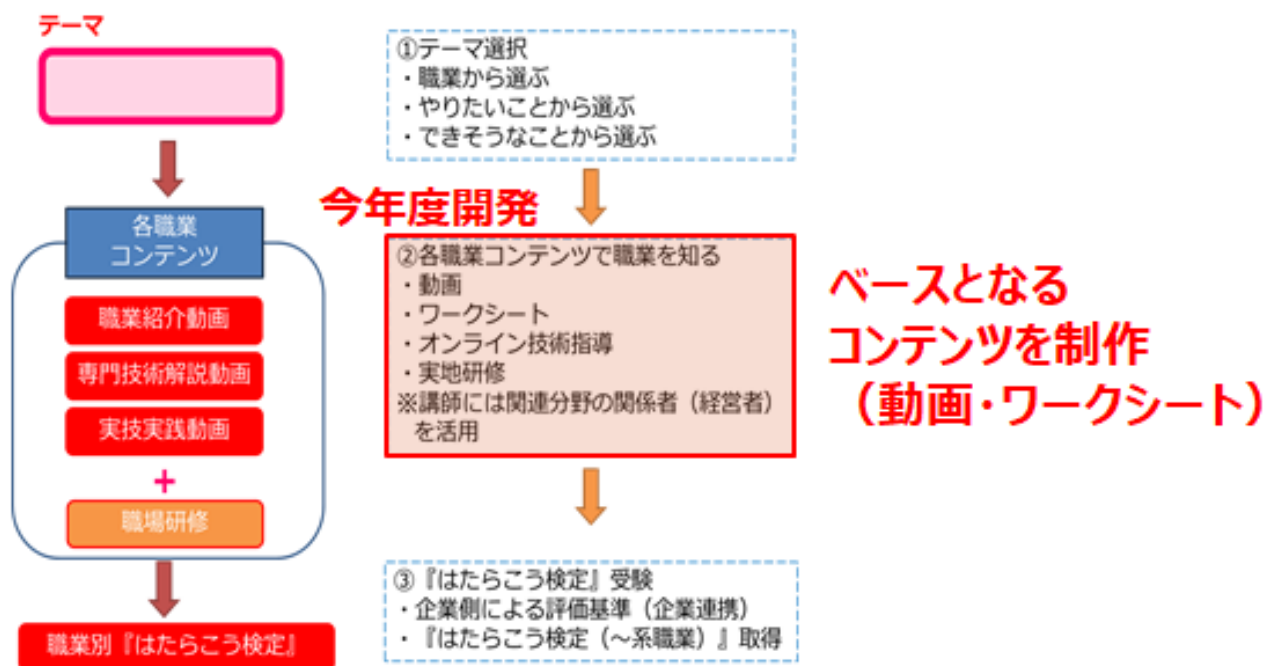 テーマ
各職業
コンテンツ
職業紹介動画
専門技術解説動画
実技実践動画
+
職場研修
職業別『はたらこう検定』
①テーマ選択
・職業から選ぶ
・やりたいことから選ぶ
・できそうなことから選ぶ
今年度開発
②各職業コンテンツで職業を知る
・動画
・ワークシート
・オンライン技術指導
・実地研修
※講師には関連分野の関係者（経営者）
を活用
ベースとなる
コンテンツを制作
（動画・ワークシート）
③『はたらこう検定』受験
・企業側による評価基準（企業連携）
・『はたらこう検定（～系職業）』取得